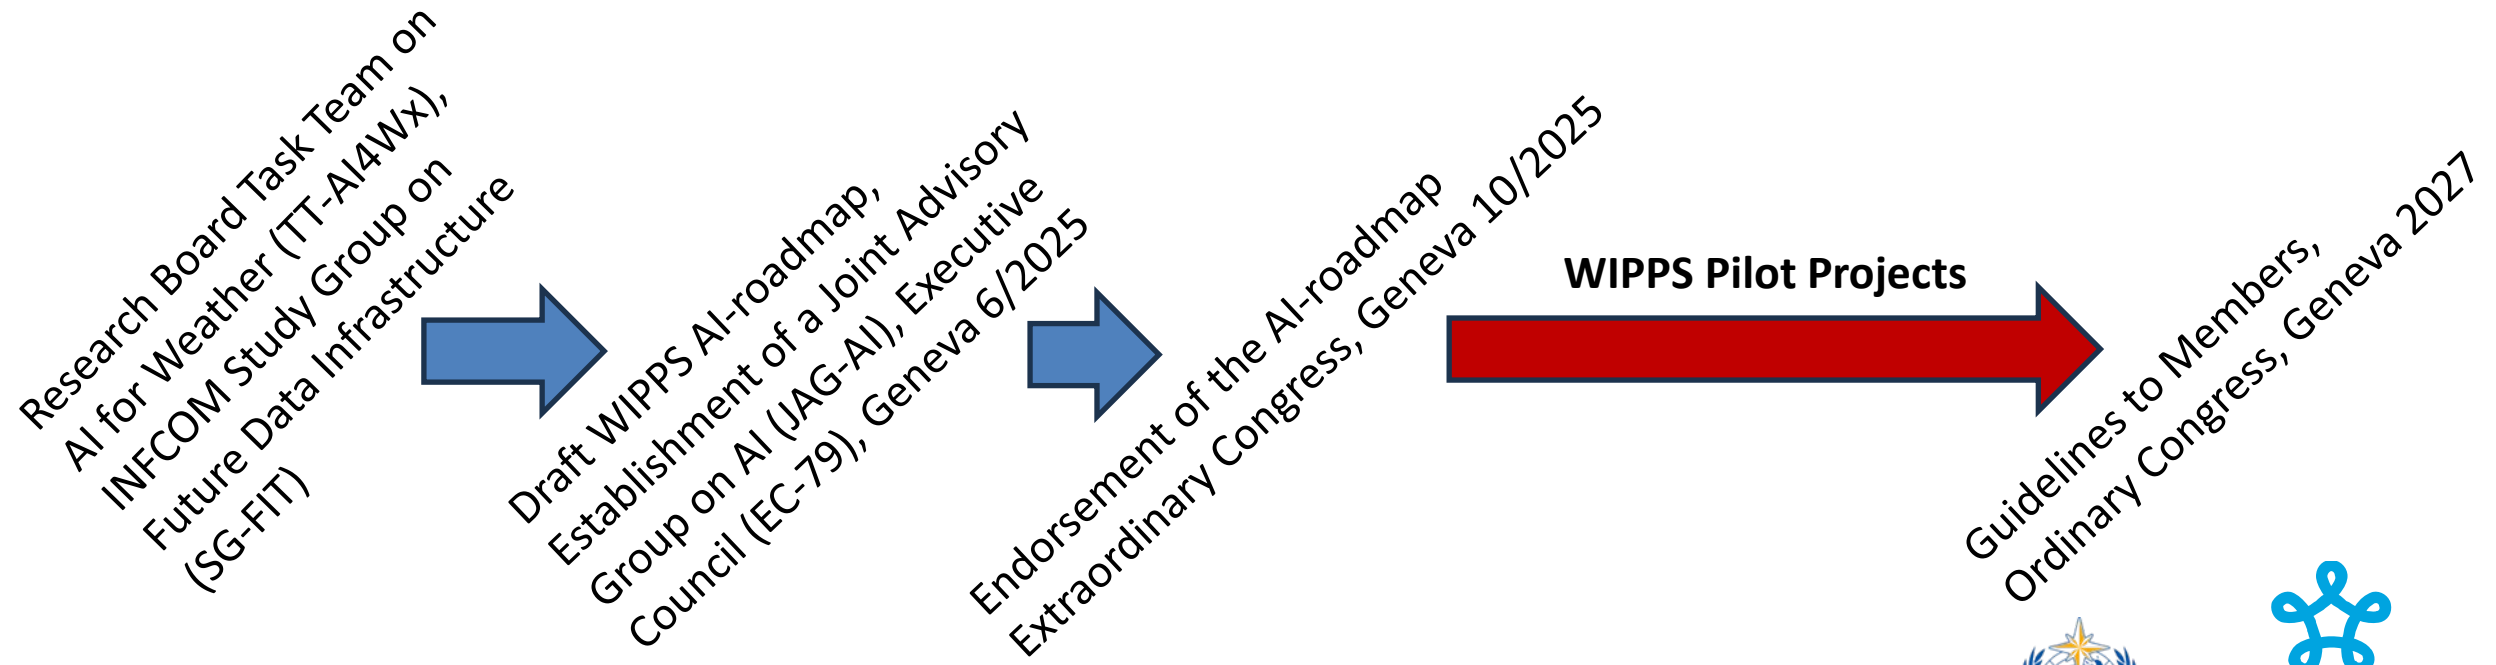 Research Board Task Team on
AI for Weather (TT-AI4Wx),
INFCOM Study Group on
Future Data Infrastructure
(SG-FIT)
Draft WIPPS AI-roadmap,
Establishment of a Joint  Advisory
Group on AI (JAG-AI) Executive
Council (EC-79), Geneva 6/2025
Endorsement of the AI-roadmap
Extraordinary Congress, Geneva 10/2025
WIPPS Pilot Projects
Guidelines to Members,
Ordinary Congress, Geneva 2027